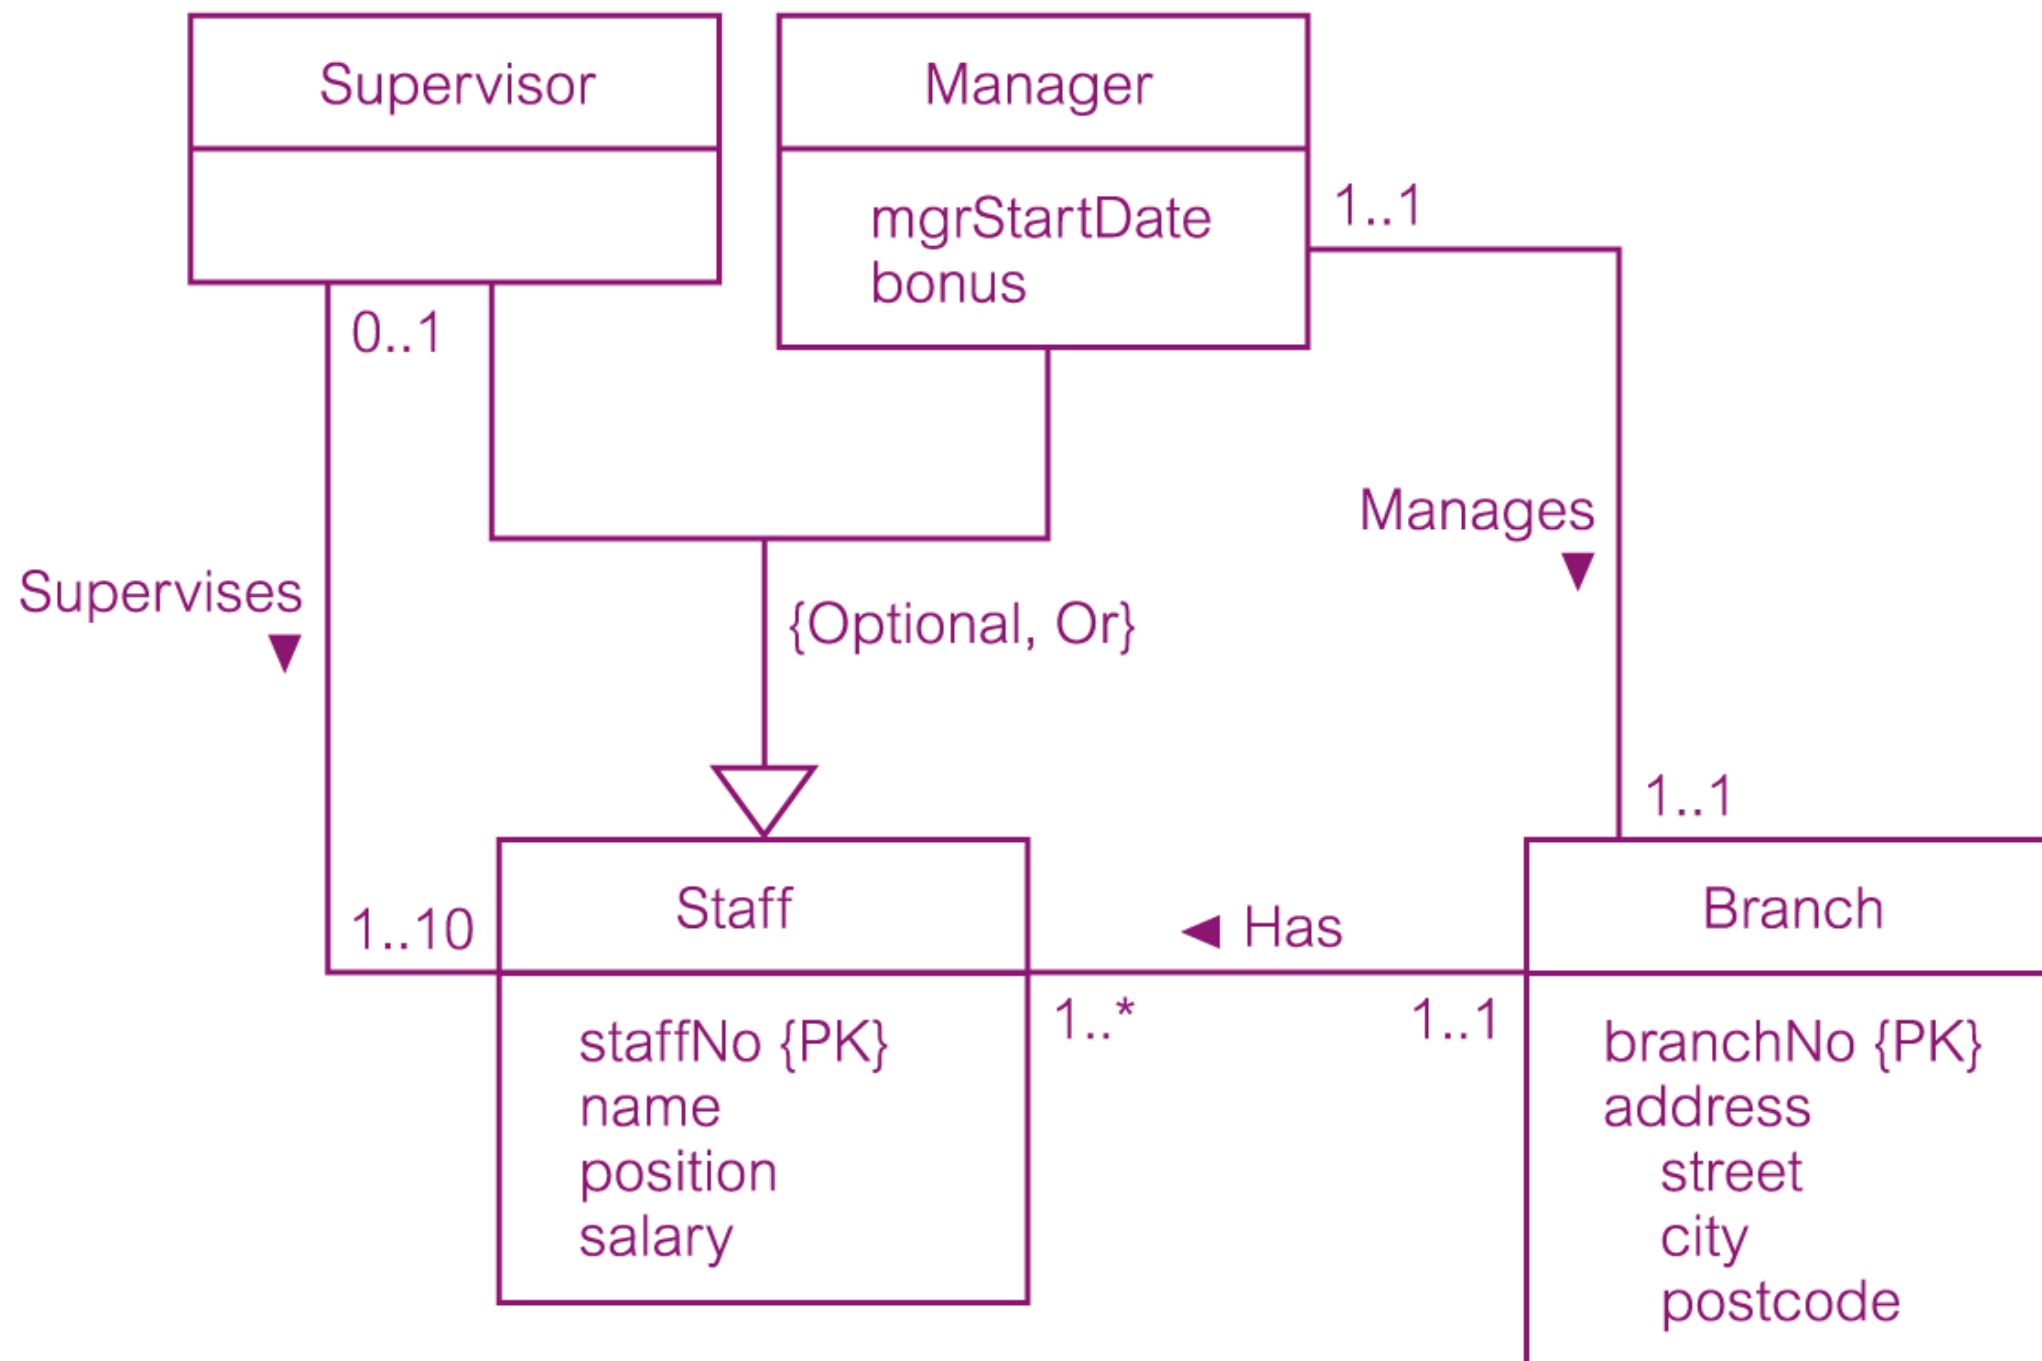 Supervisor
Manager
mgrStartDate
bonus
1..1
0..1
Manages
▼
Supervises
▼
{Optional, Or}
1..1
Staff
Branch
1..10
◀ Has
1..*
1..1
staffNo {PK}
name
position
salary
branchNo {PK}
address
street
city
postcode